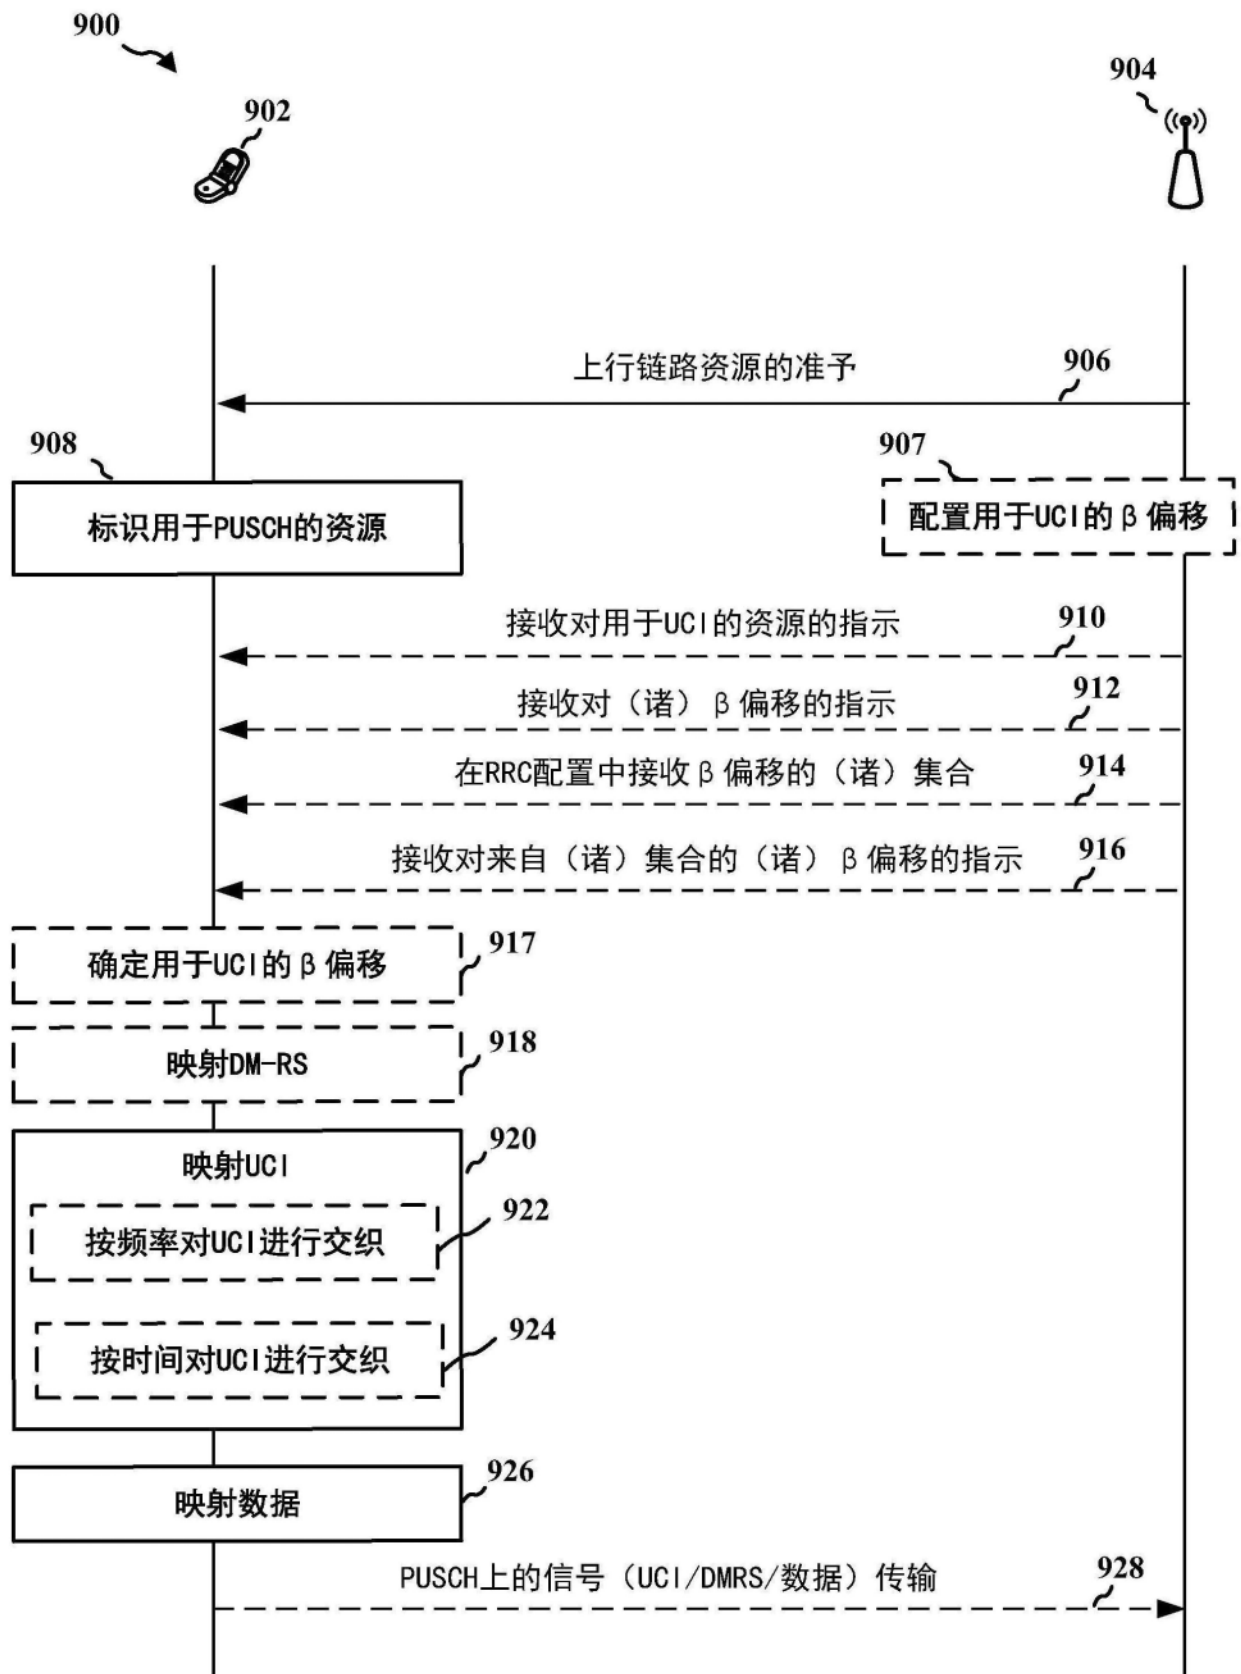 900
902
904
上行链路资源的准予
906
908
907
标识用于PUSCH的资源
配置用于UCI的β偏移
接收对用于UCI的资源的指示
910
接收对（诸）β偏移的指示
912
在RRC配置中接收β偏移的（诸）集合
914
接收对来自（诸）集合的（诸）β偏移的指示
916
确定用于UCI的β偏移
917
映射DM-RS
918
映射UCI
920
按频率对UCI进行交织
922
按时间对UCI进行交织
924
映射数据
926
PUSCH上的信号（UCI/DMRS/数据）传输
928